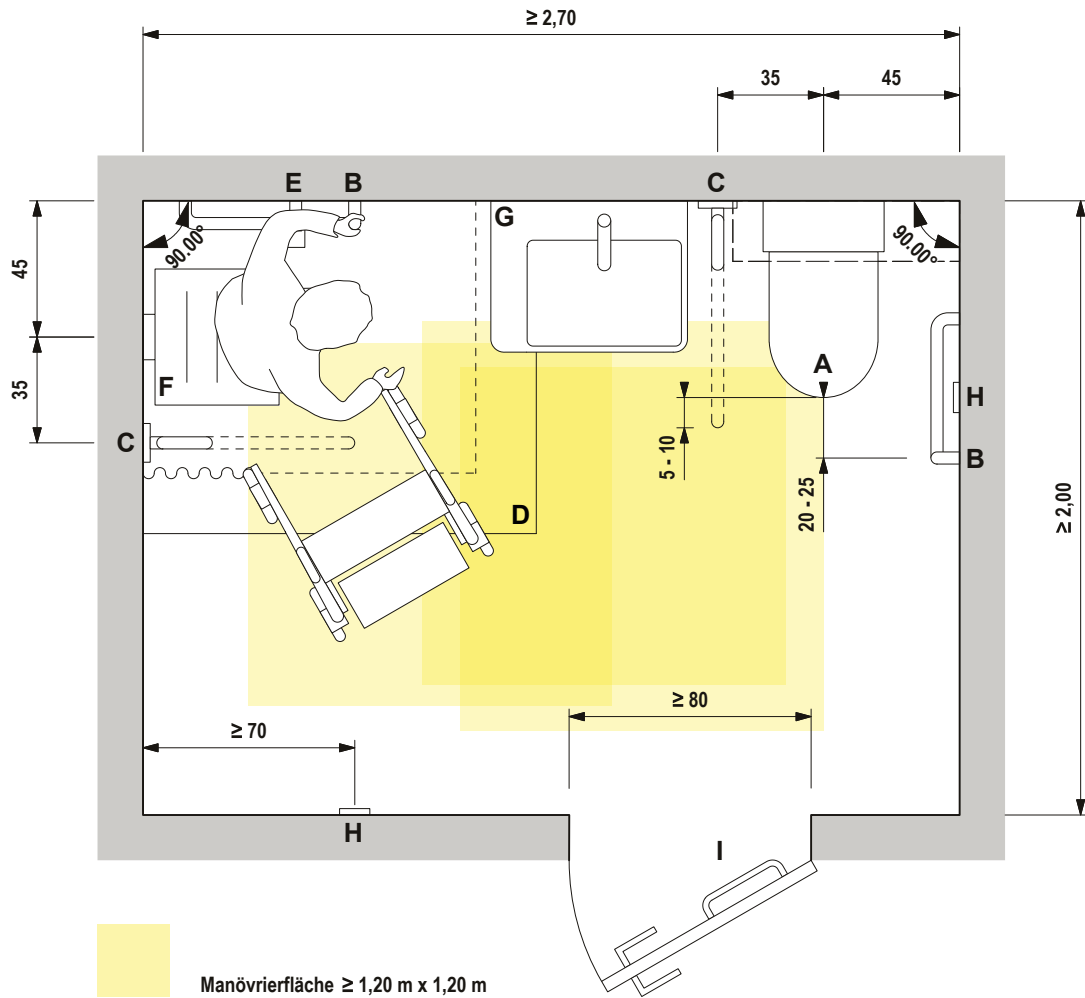 ≥ 2,70
35
45
E
B
C
G
90.00°
90.00°
45
35
F
A
H
B
C
5 - 10
20 - 25
D
≥ 2,00
≥ 80
≥ 70
H
I
Manövrierfläche ≥ 1,20 m x 1,20 m